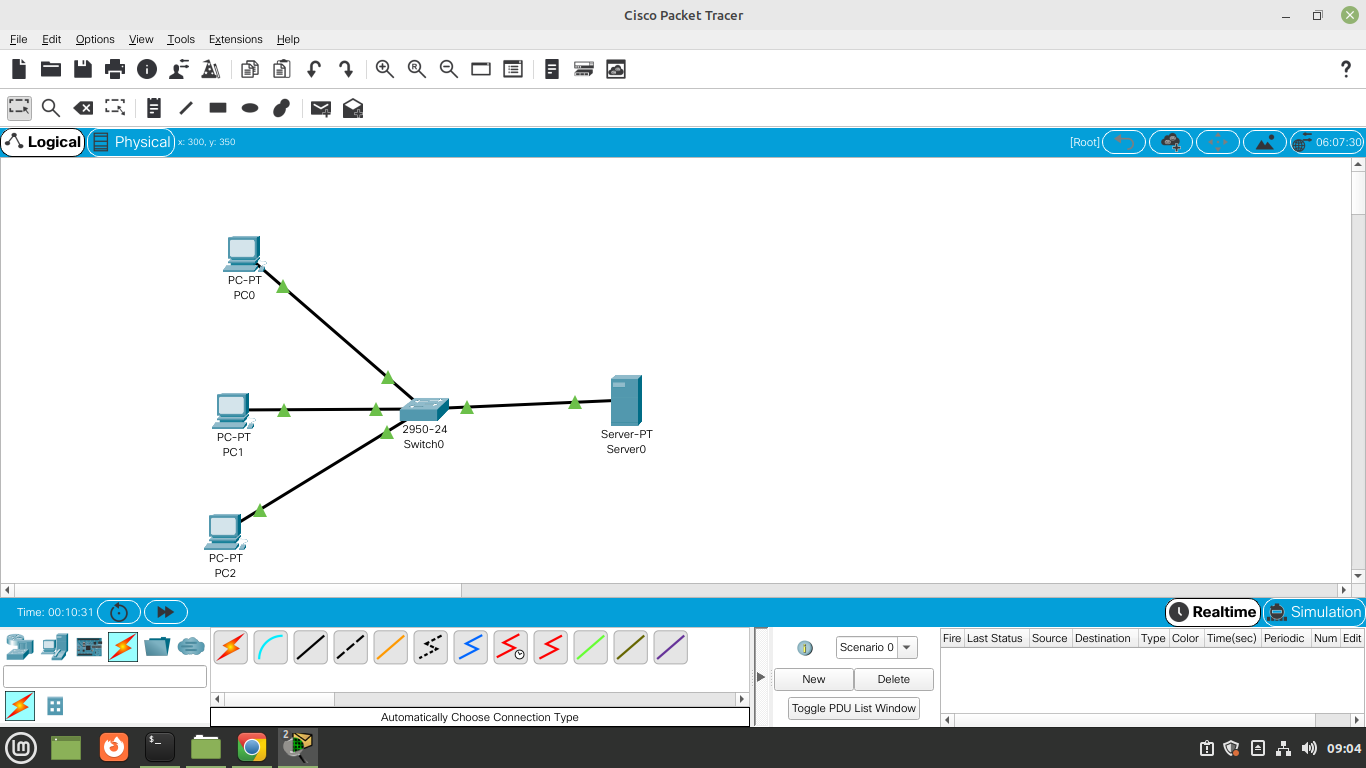 Cisco Packet Tracer
File Edit Options View Tools Extensions Help
?
Logical Physical x: 300, y: 350 [Root] 06:07:30
PC-PT
PC0
PC-PT
PC1
2950-24
Switch0
Server-PT
Server0
PC-PT
PC2
Time: 00:10:31 Realtime Simulation
Scenario 0
New Delete
Toggle PDU List Window
Fire Last Status Source Destination Type Color Time(sec) Periodic Num Edit
Automatically Choose Connection Type
2
$_
09:04